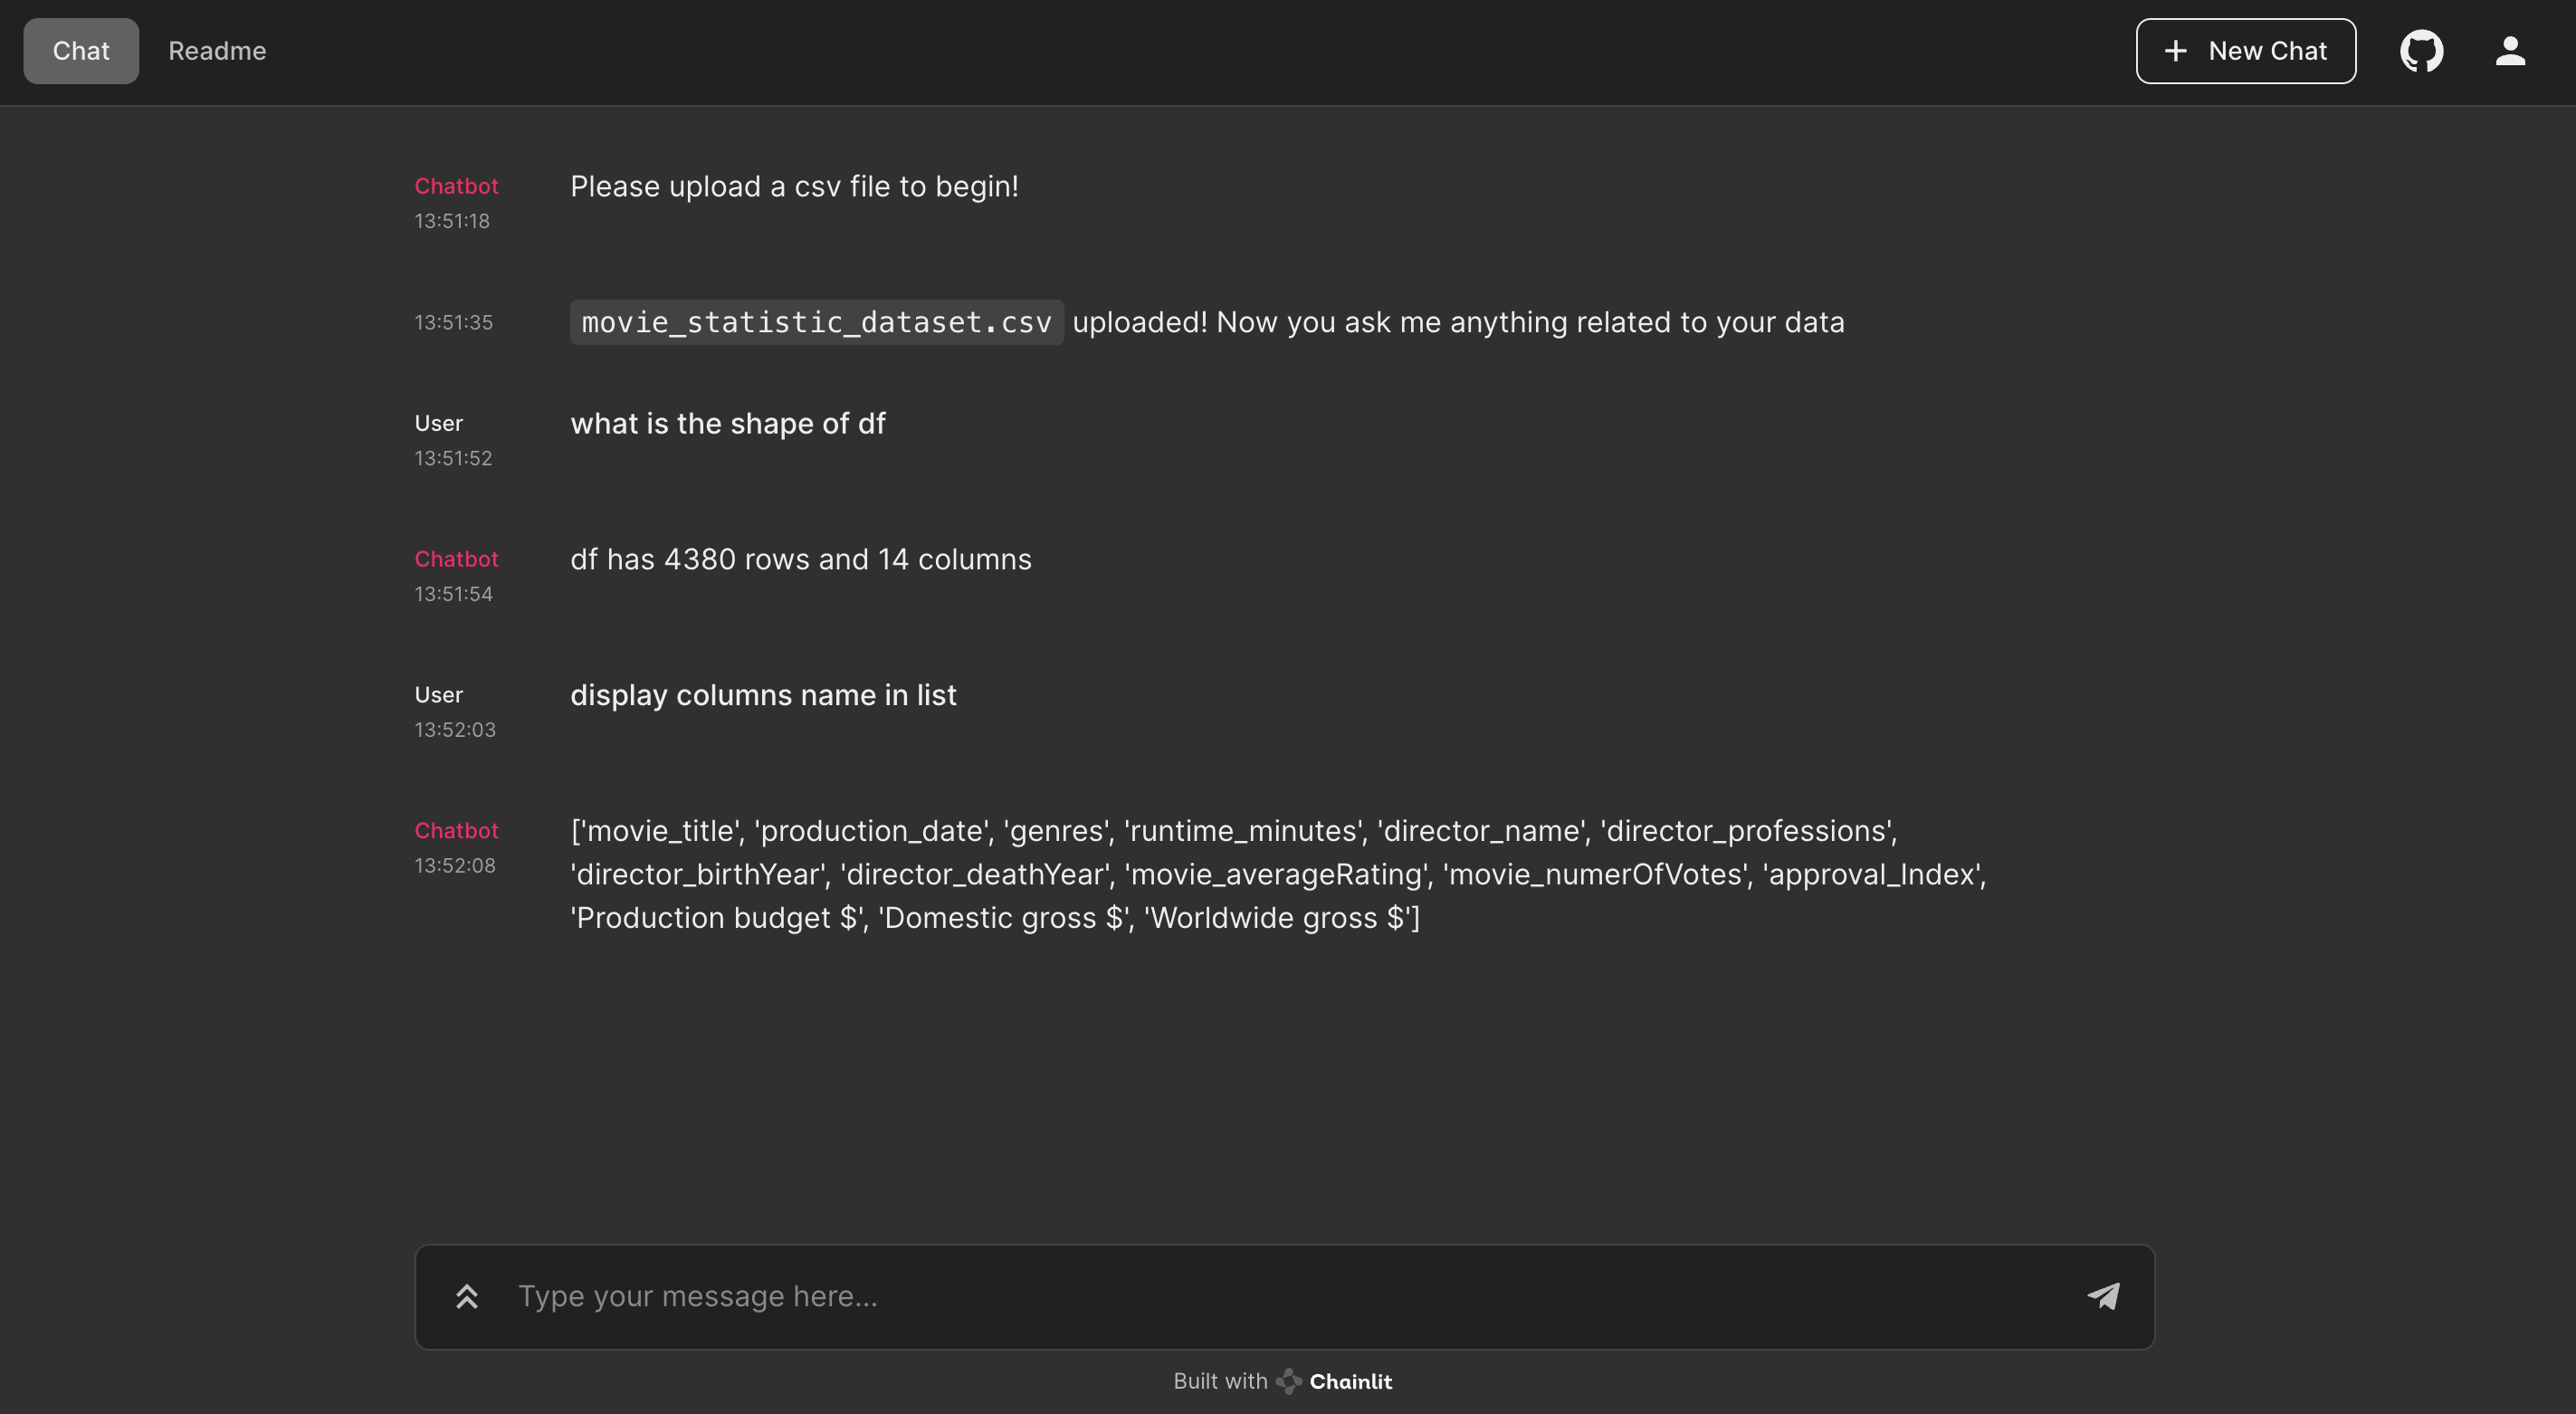 Chat
Readme
New Chat
Chatbot
Please upload a csv file to begin!
13:51:18
13:51:35
movie_statistic_dataset.csv uploaded! Now you ask me anything related to your data
User
what is the shape of df
13:51:52
Chatbot
df has 4380 rows and 14 columns
13:51:54
User
display columns name in list
13:52:03
Chatbot
13:52:08
['movie_title', 'production_date', 'genres', 'runtime_minutes', 'director_name', 'director_professions',
'director_birthYear', 'director_deathYear', 'movie_averageRating', 'movie_numerOfVotes', 'approval_Index',
'Production budget $', 'Domestic gross $', 'Worldwide gross $']
Type your message here...
Built with Chainlit